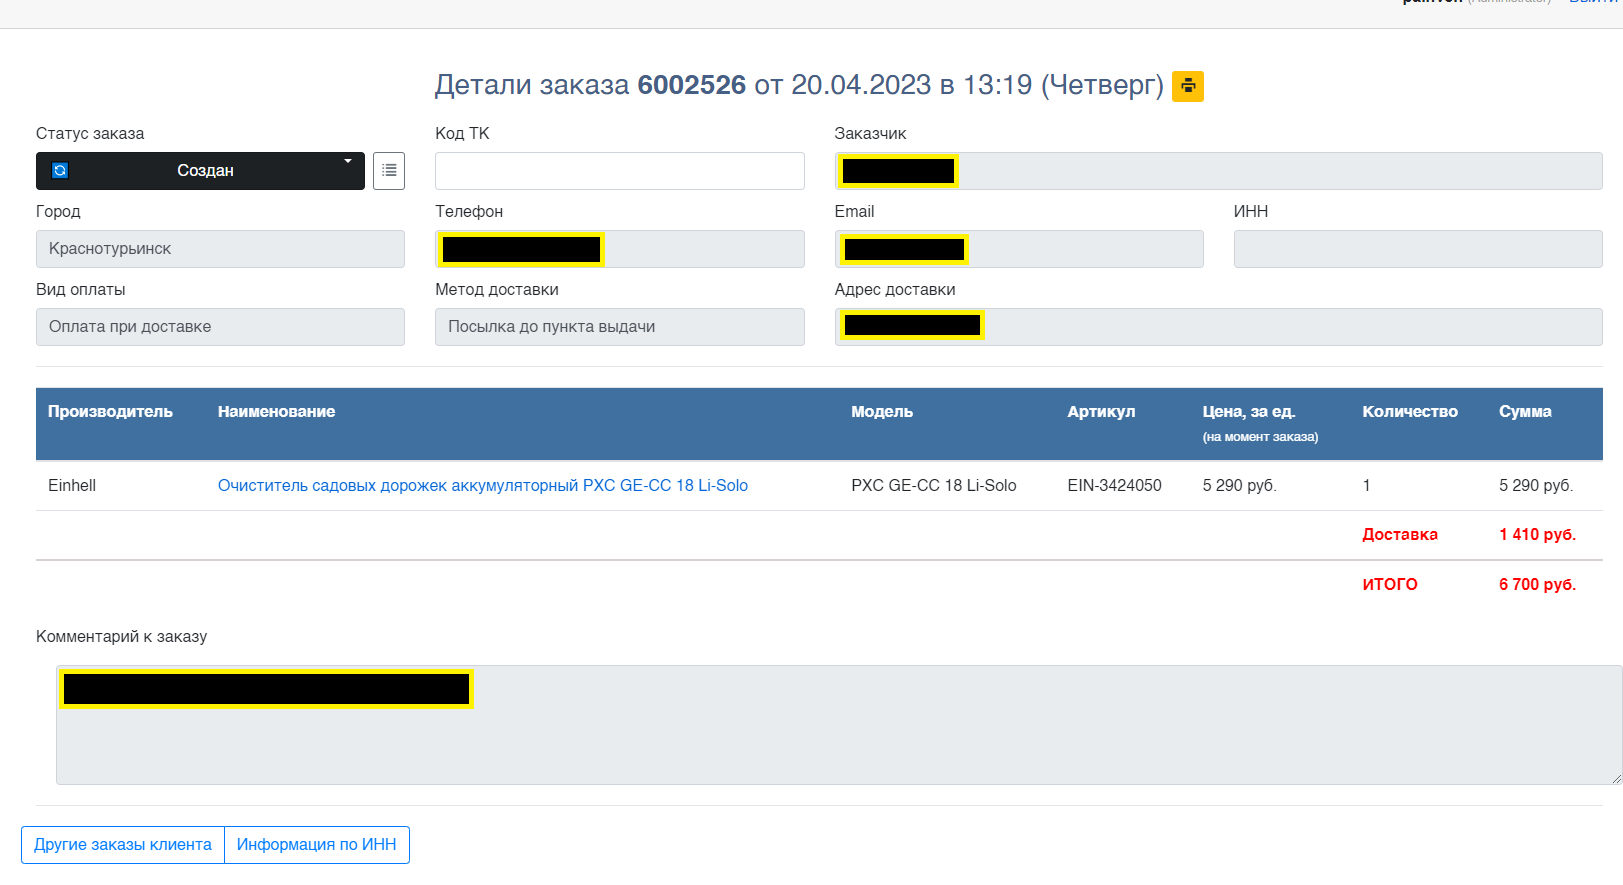 Детали заказа 6002526 от 20.04.2023 в 13:19 (Четверг)
Статус заказа
Код ТК
Заказчик
Создан
Город
Телефон
Email
ИНН
Краснотурьинск
Вид оплаты
Метод доставки
Адрес доставки
Оплата при доставке
Посылка до пункта выдачи
Производитель
Наименование
Модель
Артикул
Цена, за ед.
(на момент заказа)
Количество
Сумма
Einhell
Очиститель садовых дорожек аккумуляторный PXC GE-CC 18 Li-Solo
PXC GE-CC 18 Li-Solo
EIN-3424050
5 290 руб.
1
5 290 руб.
Доставка
1 410 руб.
ИТОГО
6 700 руб.
Комментарий к заказу
Другие заказы клиента
Информация по ИНН